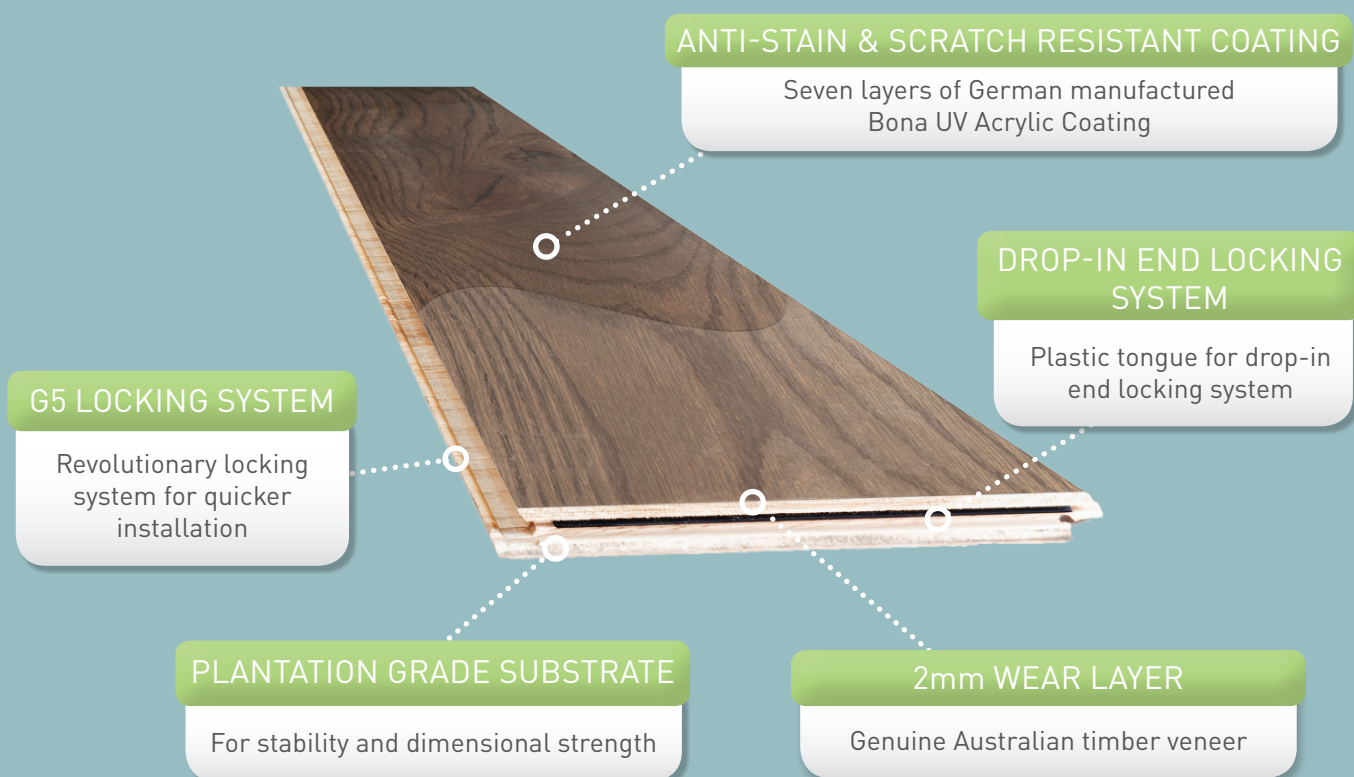 ANTI-STAIN & SCRATCH RESISTANT COATING
Seven layers of German manufactured
Bona UV Acrylic Coating
DROP-IN END LOCKING
SYSTEM
Plastic tongue for drop-in
end locking system
G5 LOCKING SYSTEM
Revolutionary locking
system for quicker
installation
PLANTATION GRADE SUBSTRATE
For stability and dimensional strength
2mm WEAR LAYER
Genuine Australian timber veneer